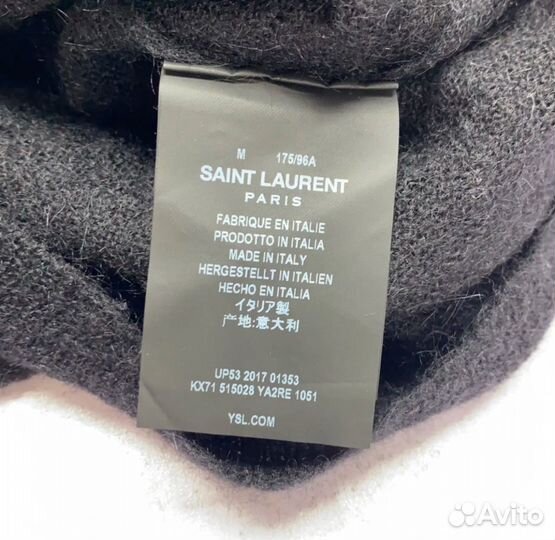 M 175/96A
SAINT LAURENT
PARIS
FABRIQUE EN ITALIE
PRODOTTO IN ITALIA
MADE IN ITALY
HERGESTELLT IN ITALIEN
HECHO EN ITALIA
イタリア製
产地:意大利
UP53 2017 01353
KX71 515028 YA2RE 1051
YSL.COM
Avito